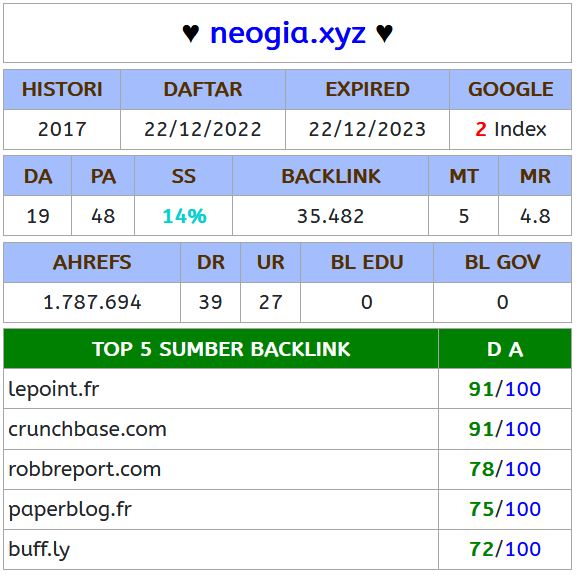 ♥ neogia.xyz ♥
HISTORI DAFTAR EXPIRED GOOGLE
2017 22/12/2022 22/12/2023 2 Index
DA PA SS BACKLINK MT MR
19 48 14% 35.482 5 4.8
AHREFS DR UR BL EDU BL GOV
1.787.694 39 27 0 0
TOP 5 SUMBER BACKLINK D A
lepoint.fr 91/100
crunchbase.com 91/100
robbreport.com 78/100
paperblog.fr 75/100
buff.ly 72/100